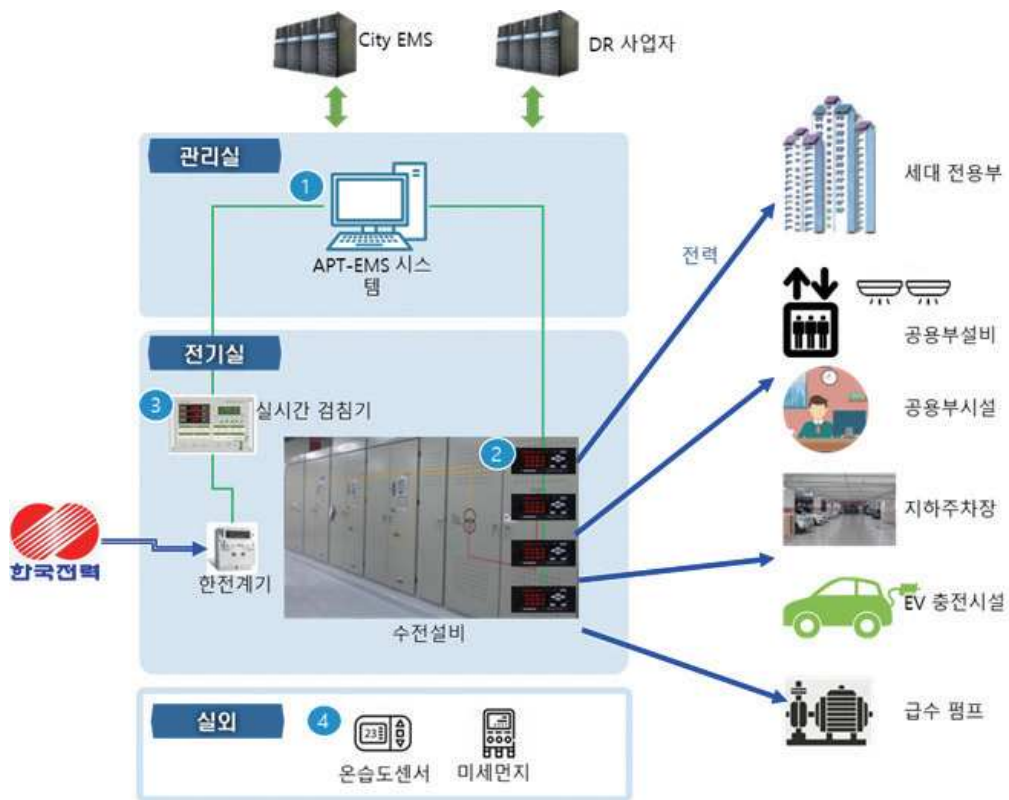 City EMS
DR 사업자
관리실
1
APT-EMS 시스
템
전력
세대 전용부
공용부설비
공용부시설
지하주차장
EV 충전시설
급수 펌프
전기실
3
실시간 검침기
2
한국전력
한전계기
수전설비
실외
4
23
온습도센서
미세먼지